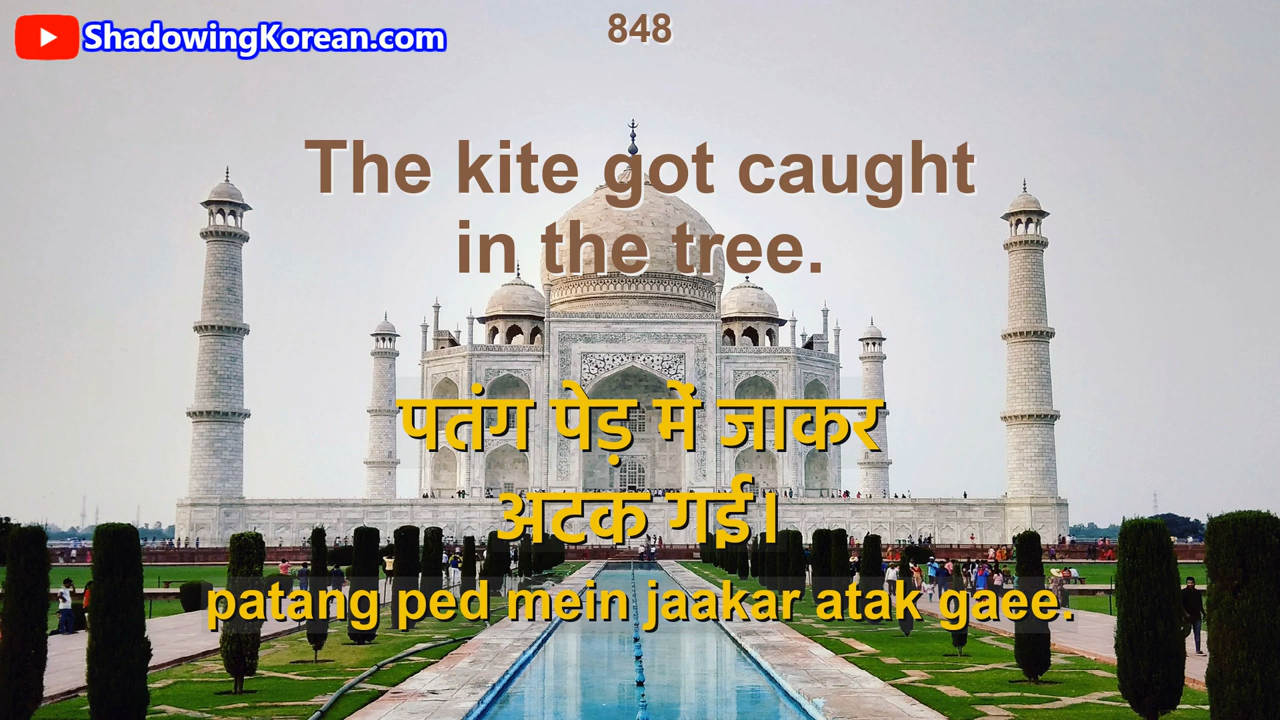 ShadowingKorean.com
848
The kite got caught
in the tree.
पतंग पेड़ में जाकर
अटक गई।
patang ped mein jaakar atak gaee.